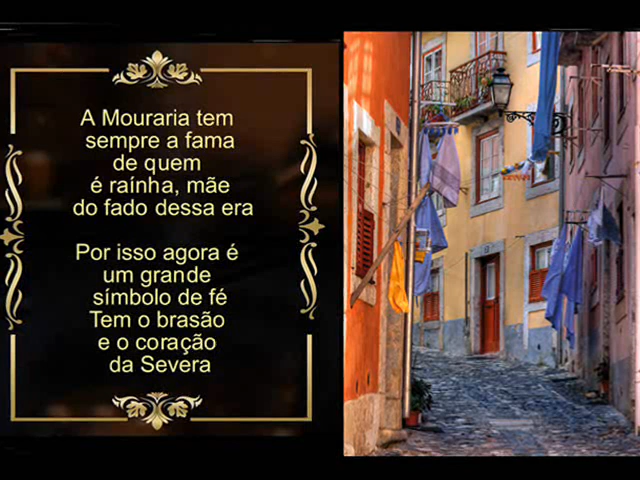 A Mouraria tem
sempre a fama
de quem
é raínha, mãe
do fado dessa era
Por isso agora é
um grande
símbolo de fé
Tem o brasão
e o coração
da Severa